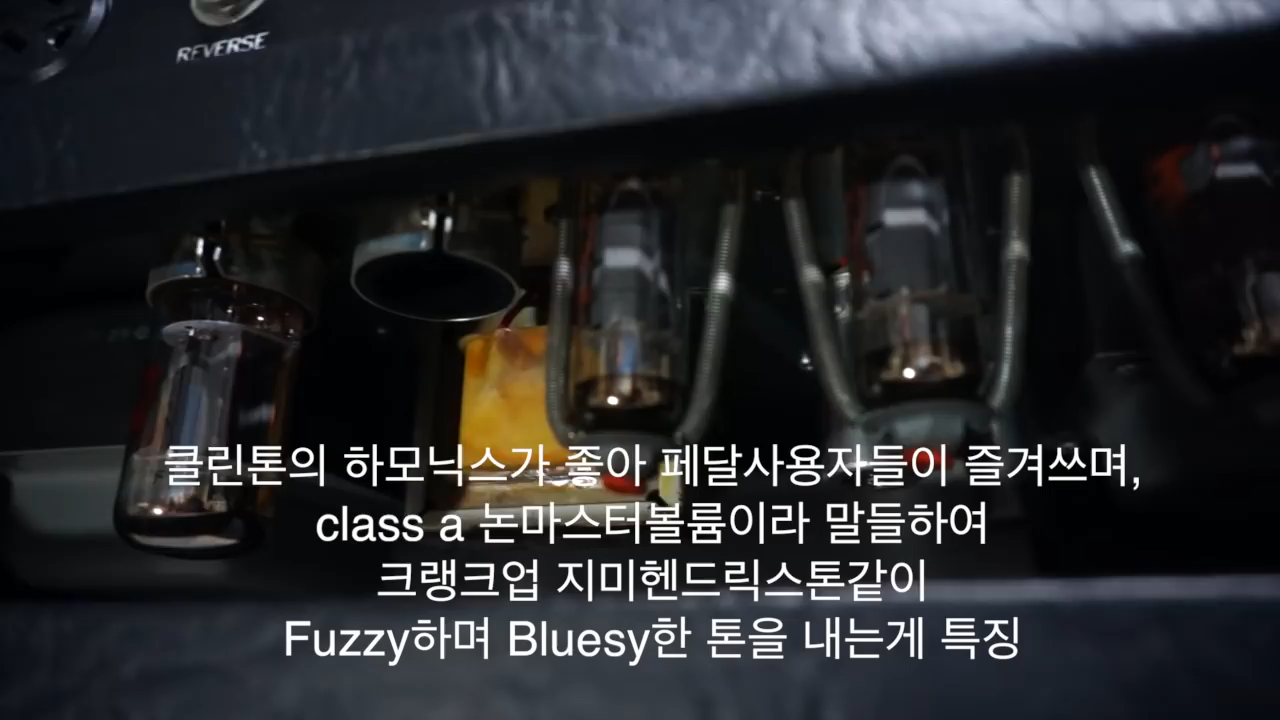 REVERSE
클린톤의 하모닉스가 좋아 페달사용자들이 즐겨쓰며,
class a 논마스터볼륨이라 말들하여
크랭크업 지미헨드릭스톤같이
Fuzzy하며 Bluesy한 톤을 내는게 특징